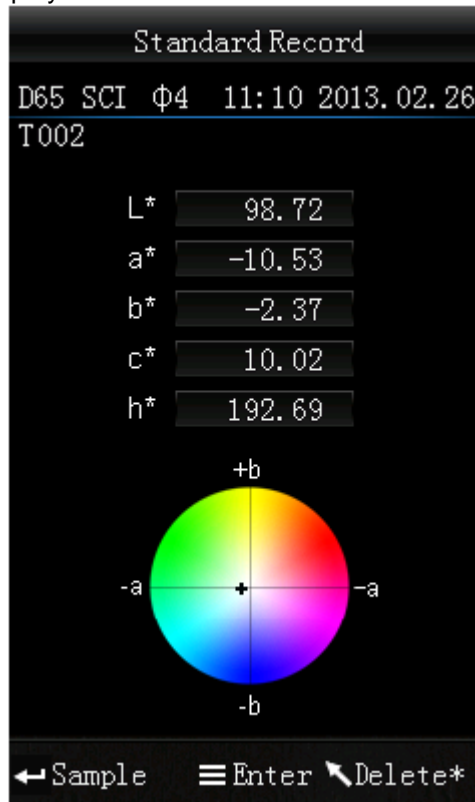 Standard Record
D65 SCI Φ4 11:10 2013.02.26
T002
L* 98.72
a* -10.53
b* -2.37
c* 10.02
h* 192.69
+b
-a -a
-b
Sample Enter Delete*